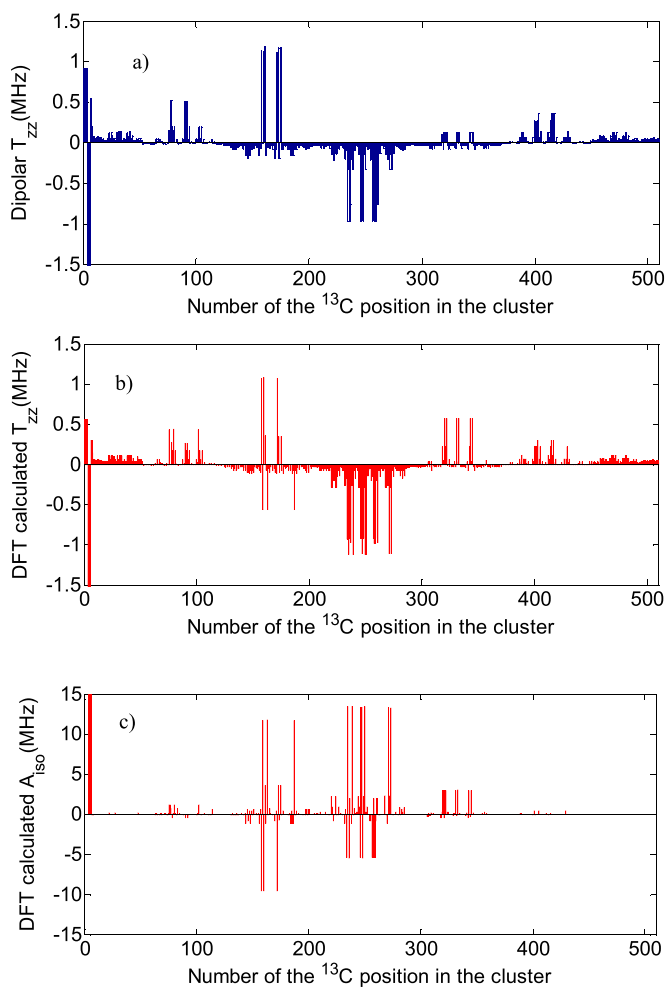 1.5
1
0.5
0
-0.5
-1
-1.5
Dipolar T_zz(MHz)
a)
0 100 200 300 400 500
Number of the ¹³C position in the cluster
1.5
1
0.5
0
-0.5
-1
-1.5
DFT calculated T_zz(MHz)
b)
0 100 200 300 400 500
Number of the ¹³C position in the cluster
15
10
5
0
-5
-10
-15
DFT calculated A_iso(MHz)
c)
0 100 200 300 400 500
Number of the ¹³C position in the cluster